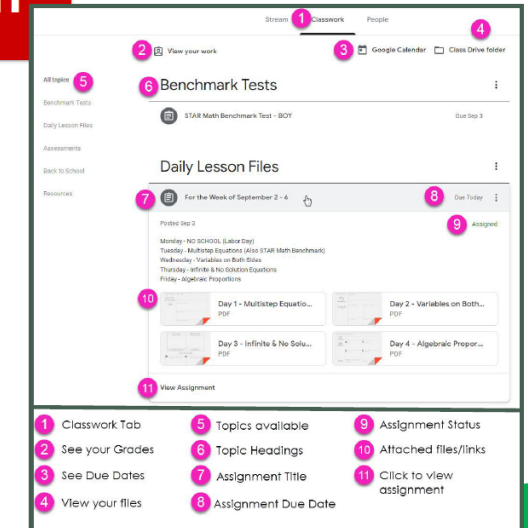 Stream 1 Classwork People
2 View your work 3 Google Calendar 4 Class Drive folder
All topics 5
Benchmark Tests
Daily Lesson Files
Assessments
Back to School
Resources
6 Benchmark Tests
STAR Math Benchmark Test - BOY Due Sep 3
Daily Lesson Files
7 For the Week of September 2 - 6 8 Due Today
Posted Sep 3 9 Assigned
Monday - NO SCHOOL (Labor Day)
Tuesday - Multistep Equations (Also STAR Math Benchmark)
Wednesday - Variables on Both Sides
Thursday - Infinite & No Solution Equations
Friday - Algebraic Proportions
10 Day 1 - Multistep Equatio...
PDF
Day 2 - Variables on Both...
PDF
Day 3 - Infinite & No Solu...
PDF
Day 4 - Algebraic Propor...
PDF
11 View Assignment
1 Classwork Tab
2 See your Grades
3 See Due Dates
4 View your files
5 Topics available
6 Topic Headings
7 Assignment Title
8 Assignment Due Date
9 Assignment Status
10 Attached files/links
11 Click to view
assignment